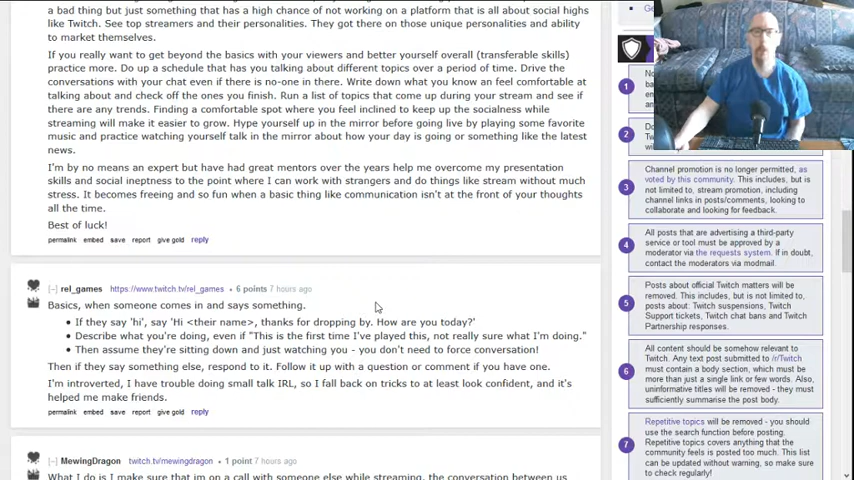 a bad thing but just something that has a high chance of not working on a platform that is all about social highs
like Twitch. See top streamers and their personalities. They got there on those unique personalities and ability
to market themselves.
If you really want to get beyond the basics with your viewers and better yourself overall (transferable skills)
practice more. Do up a schedule that has you talking about different topics over a period of time. Drive the
conversations with your chat even if there is no-one in there. Write down what you know an feel comfortable at
talking about and check off the ones you finish. Run a list of topics that come up during your stream and see if
there are any trends. Finding a comfortable spot where you feel inclined to keep up the socialness while
streaming will make it easier to grow. Hype yourself up in the mirror before going live by playing some favorite
music and practice watching yourself talk in the mirror about how your day is going or something like the latest
news.
I'm by no means an expert but have had great mentors over the years help me overcome my presentation
skills and social ineptness to the point where I can work with strangers and do things like stream without much
stress. It becomes freeing and so fun when a basic thing like communication isn't at the front of your thoughts
all the time.
Best of luck!
permalink embed save report give gold reply
[–] rel_games https://www.twitch.tv/rel_games • 6 points 7 hours ago
Basics, when someone comes in and says something.
• If they say 'hi', say 'Hi <their name>, thanks for dropping by. How are you today?'
• Describe what you're doing, even if "This is the first time I've played this, not really sure what I'm doing."
• Then assume they're sitting down and just watching you - you don't need to force conversation!
Then if they say something else, respond to it. Follow it up with a question or comment if you have one.
I'm introverted, I have trouble doing small talk IRL, so I fall back on tricks to at least look confident, and it's
helped me make friends.
permalink embed save report give gold reply
[–] MewingDragon twitch.tv/mewingdragon • 1 point 7 hours ago
What I do is I make sure that im on a call with someone else while streaming, the conversation between us
1
2
3
Channel promotion is no longer permitted, as
voted by this community. This includes, but is
not limited to, stream promotion, including
channel links in posts/comments, looking to
collaborate and looking for feedback.
4
All posts that are advertising a third-party
service or tool must be approved by a
moderator via the requests system. If in doubt,
contact the moderators via modmail.
5
Posts about official Twitch matters will be
removed. This includes, but is not limited to,
posts about: Twitch suspensions, Twitch
Support tickets, Twitch chat bans and Twitch
Partnership responses.
6
All content should be somehow relevant to
Twitch. Any text post submitted to /r/Twitch
must contain a body section, which must be
more than just a single link or few words. Also,
uninformative titles will be removed - they must
sufficiently summarise the post body.
7
Repetitive topics will be removed - you should
use the search function before posting.
Repetitive topics covers anything that the
community feels is posted too much. This list
can be updated without warning, so make sure
to check regularly!